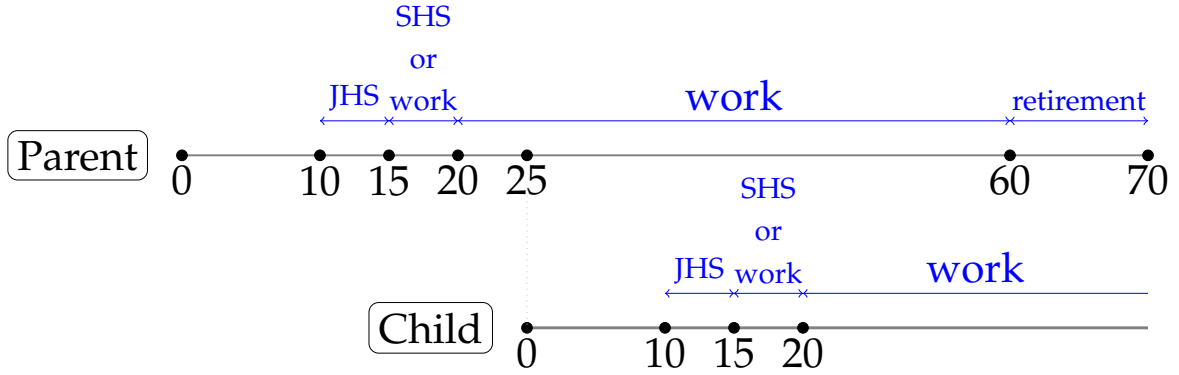 SHS
or
JHS work work retirement
Parent
0 10 15 20 25 60 70
SHS
or
JHS work work
Child
0 10 15 20